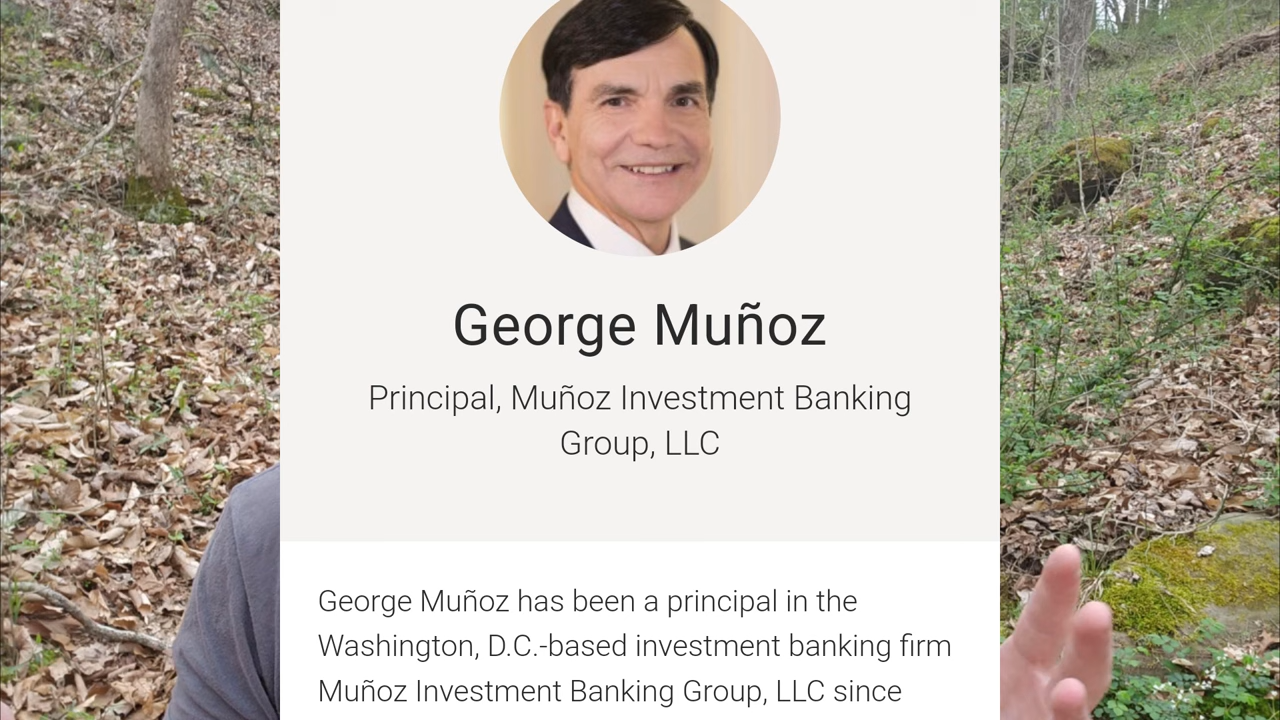 George Muñoz
Principal, Muñoz Investment Banking
Group, LLC
George Muñoz has been a principal in the
Washington, D.C.-based investment banking firm
Muñoz Investment Banking Group, LLC since